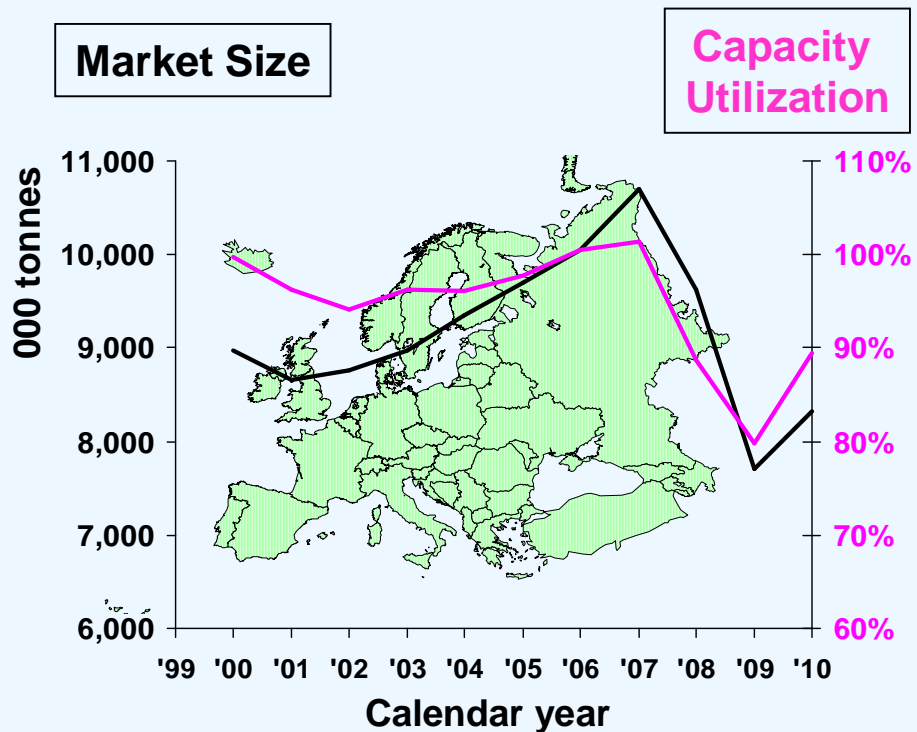 Market Size
Capacity
Utilization
000 tonnes
11,000
10,000
9,000
8,000
7,000
6,000
110%
100%
90%
80%
70%
60%
'99 '00 '01 '02 '03 '04 '05 '06 '07 '08 '09 '10
Calendar year